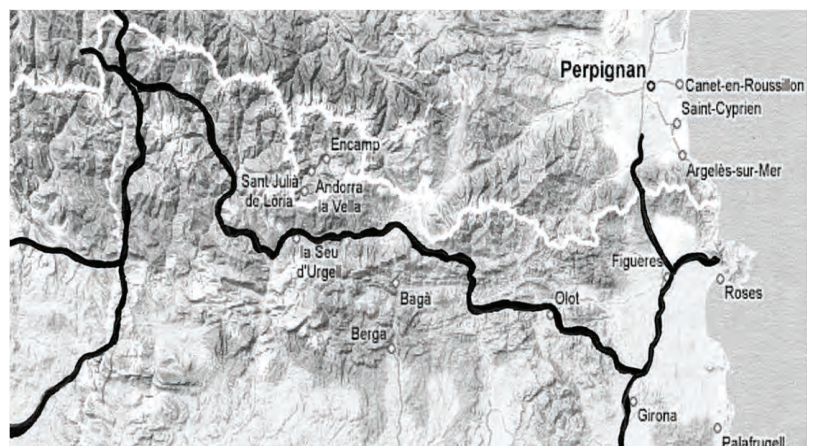 Perpignan
Canet-en-Roussillon
Saint-Cyprien
Argelès-sur-Mer
Encamp
Sant Julià
de Lòria
Andorra
la Vella
la Seu
d'Urgell
Figueres
Roses
Bagà
Olot
Berga
Girona
Palafrugell